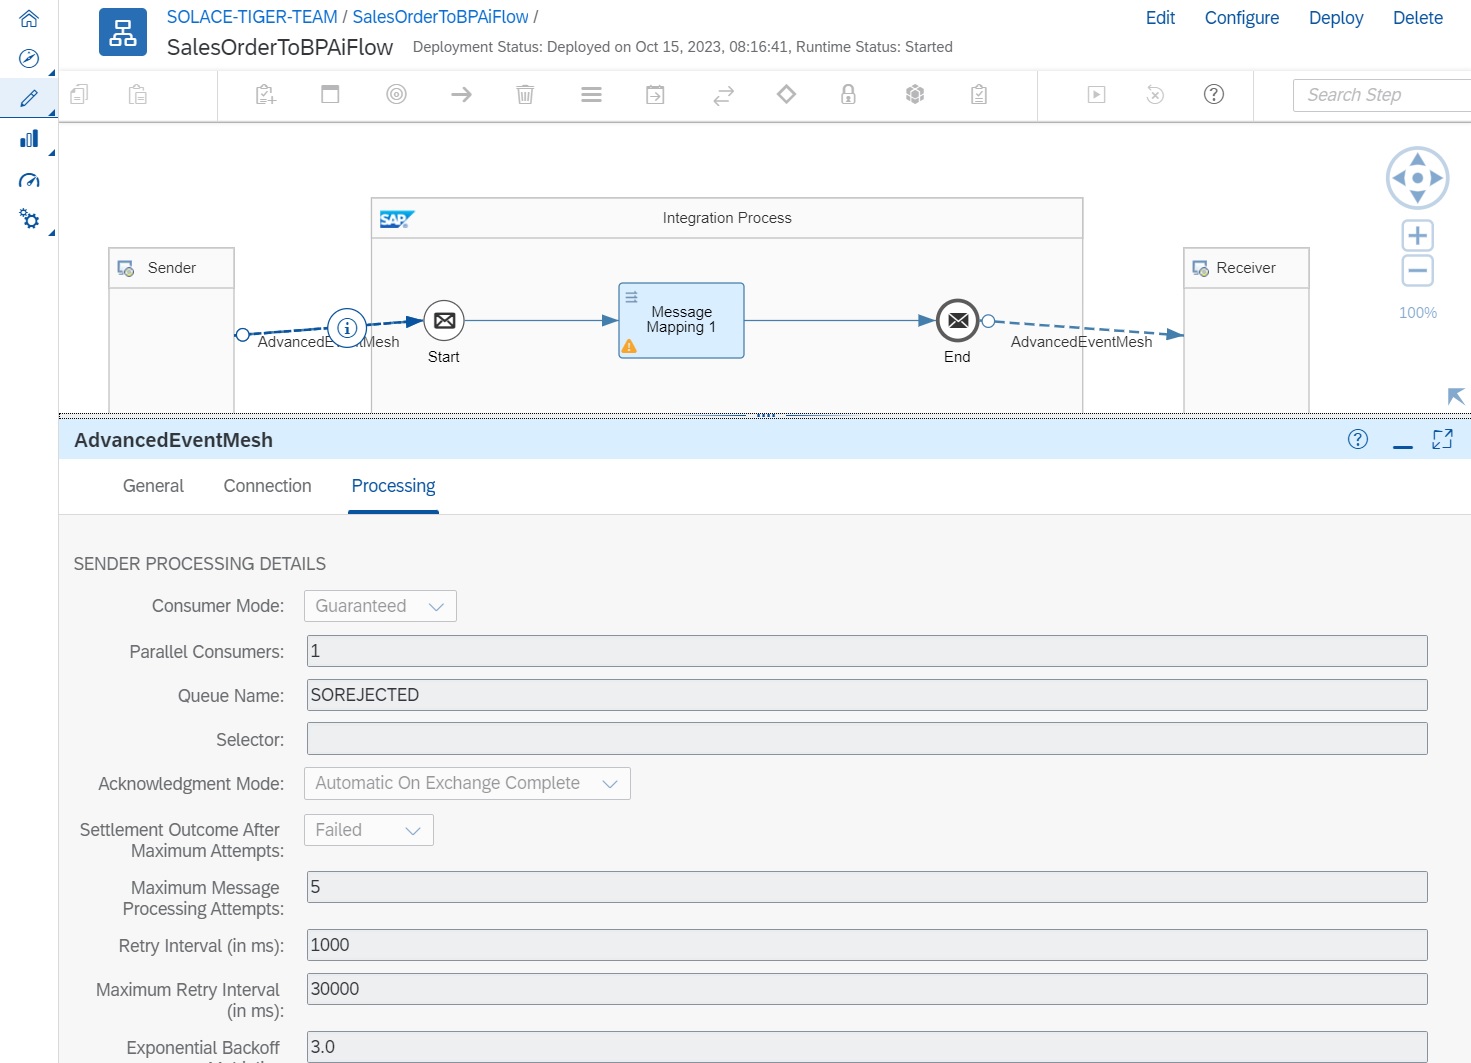 SOLACE-TIGER-TEAM / SalesOrderToBPAiFlow /
SalesOrderToBPAiFlow Deployment Status: Deployed on Oct 15, 2023, 08:16:41, Runtime Status: Started
Edit Configure Deploy Delete
Search Step
SAP Integration Process
Sender
Receiver
Message
Mapping 1
AdvancedEventMesh
Start
End
AdvancedEventMesh
100%
AdvancedEventMesh
General Connection Processing
SENDER PROCESSING DETAILS
Consumer Mode: Guaranteed
Parallel Consumers: 1
Queue Name: SOREJECTED
Selector:
Acknowledgment Mode: Automatic On Exchange Complete
Settlement Outcome After Failed
Maximum Attempts:
Maximum Message 5
Processing Attempts:
Retry Interval (in ms): 1000
Maximum Retry Interval 30000
(in ms):
Exponential Backoff 3.0